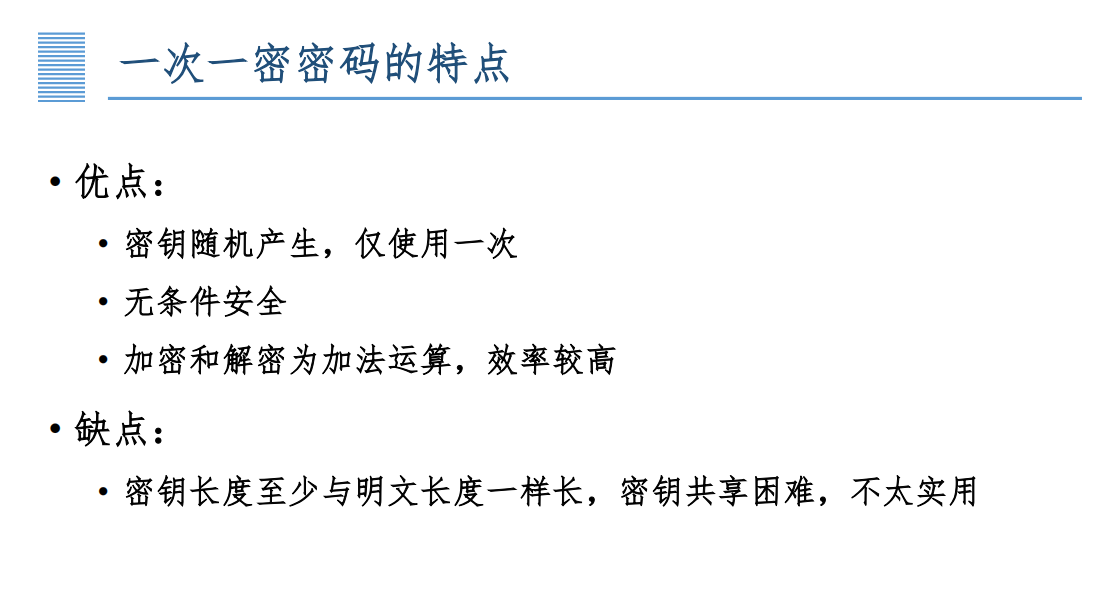 一次一密密码的特点
• 优点：
• 密钥随机产生，仅使用一次
• 无条件安全
• 加密和解密为加法运算，效率较高
• 缺点：
• 密钥长度至少与明文长度一样长，密钥共享困难，不太实用